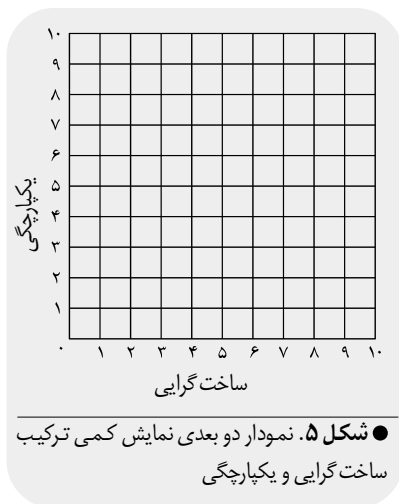 ۱۰
۹
۸
۷
۶
۵
۴
۳
۲
۱
یکپارچگی
۰ ۱ ۲ ۳ ۴ ۵ ۶ ۷ ۸ ۹ ۱۰
ساخت‌گرایی
● شکل ۵. نمودار دو بعدی نمایش کمی ترکیب
ساخت‌گرایی و یکپارچگی